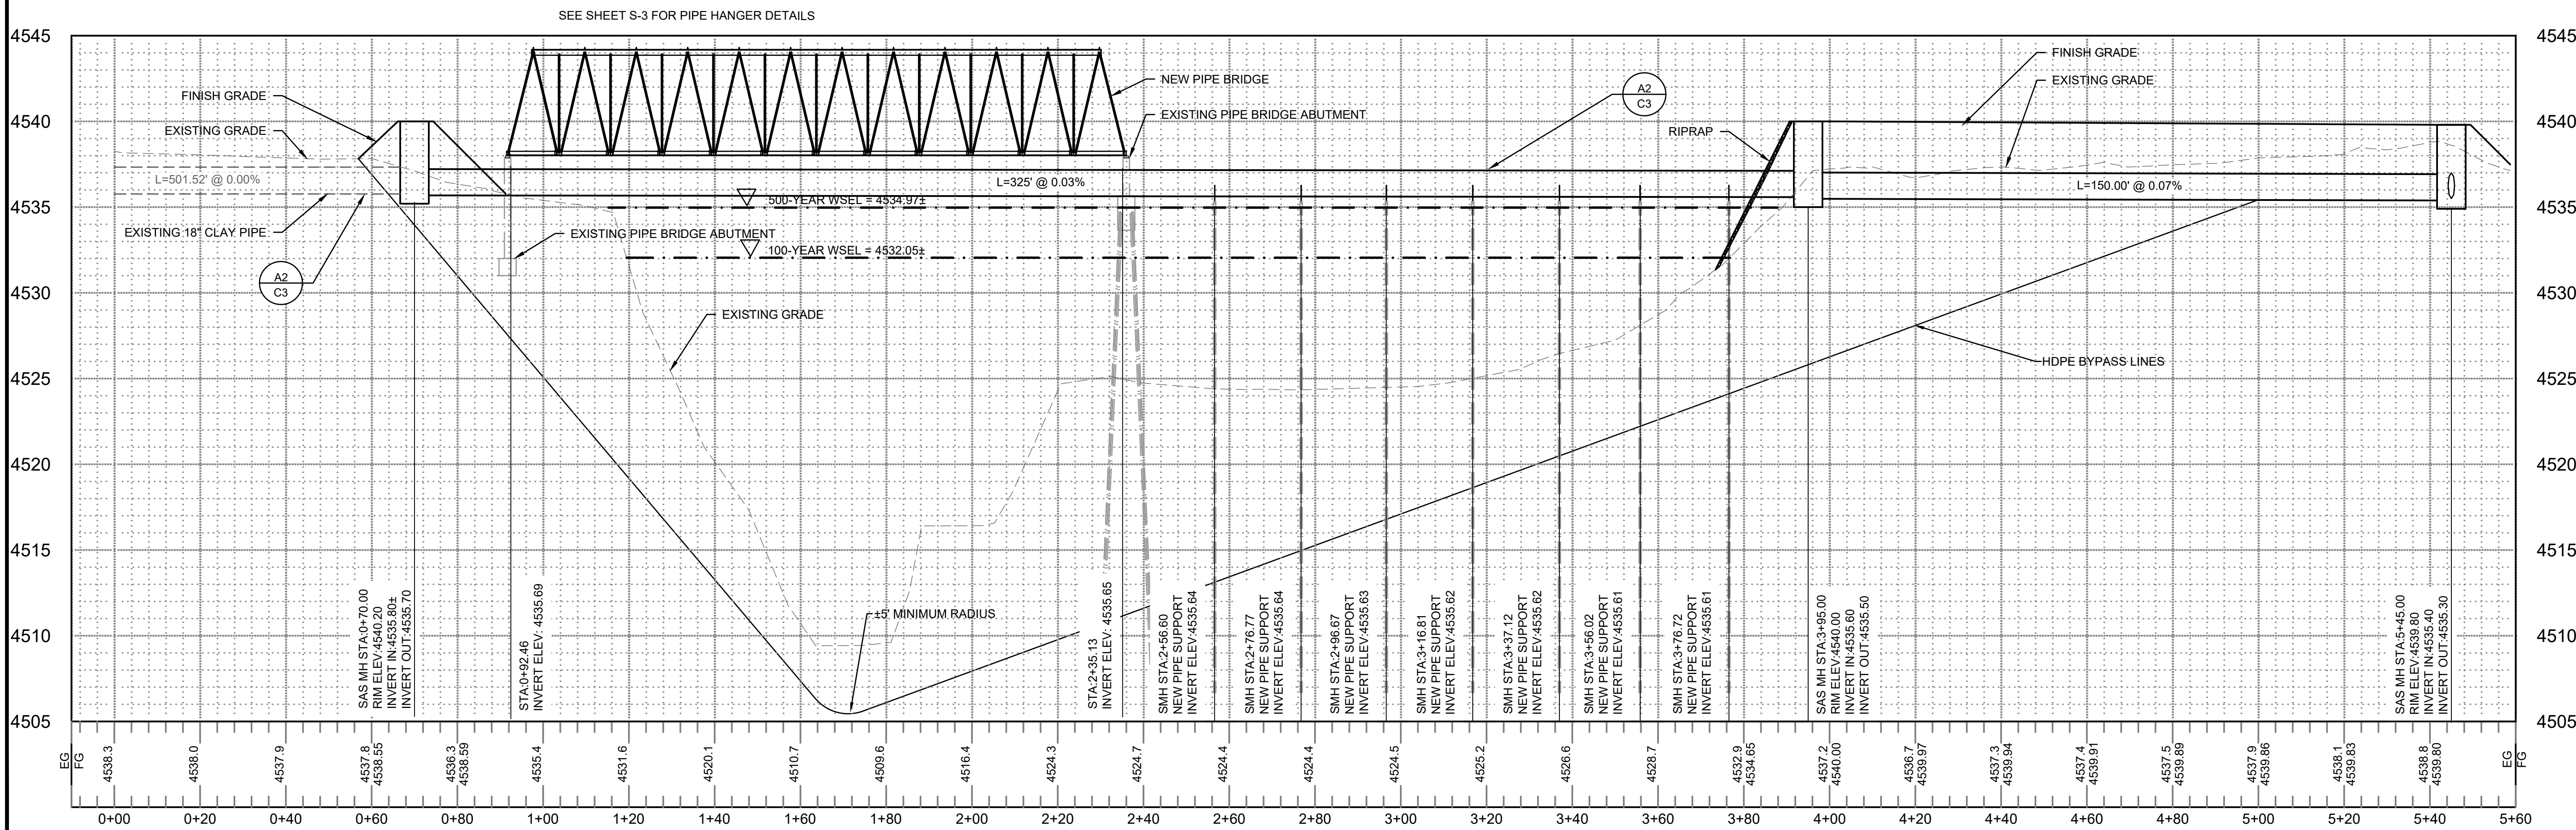 SEE SHEET S-3 FOR PIPE HANGER DETAILS
4545
4545
FINISH GRADE
EXISTING GRADE
NEW PIPE BRIDGE
FINISH GRADE
A2
C3
EXISTING GRADE
EXISTING PIPE BRIDGE ABUTMENT
RIPRAP
4540
4540
EXISTING GRADE
L=501.52' @ 0.00%
L=325' @ 0.03%
L=150.00' @ 0.07%
500-YEAR WSEL = 4534.97±
4535
4535
EXISTING 18" CLAY PIPE
EXISTING PIPE BRIDGE ABUTMENT
100-YEAR WSEL = 4532.05±
A2
C3
4530
4530
EXISTING GRADE
HDPE BYPASS LINES
4525
4525
4520
4520
4515
4515
±5' MINIMUM RADIUS
4510
4510
4505
4505
SAS MH STA:0+70.00
RIM ELEV:4540.20
INVERT IN:4535.80±
INVERT OUT:4535.70
STA:0+92.46
INVERT ELEV: 4535.69
STA:2+35.13
INVERT ELEV: 4535.65
SMH STA:2+56.60
NEW PIPE SUPPORT
INVERT ELEV:4535.64
SMH STA:2+76.77
NEW PIPE SUPPORT
INVERT ELEV:4535.64
SMH STA:2+96.67
NEW PIPE SUPPORT
INVERT ELEV:4535.63
SMH STA:3+16.81
NEW PIPE SUPPORT
INVERT ELEV:4535.62
SMH STA:3+37.12
NEW PIPE SUPPORT
INVERT ELEV:4535.62
SMH STA:3+56.02
NEW PIPE SUPPORT
INVERT ELEV:4535.61
SMH STA:3+76.72
NEW PIPE SUPPORT
INVERT ELEV:4535.61
SAS MH STA:3+95.00
RIM ELEV:4540.00
INVERT IN:4535.60
INVERT OUT:4535.50
SAS MH STA:5+45.00
RIM ELEV:4539.80
INVERT IN:4535.40
INVERT OUT:4535.30
EG
FG
4538.3
4538.0
4537.9
4537.8
4538.55
4536.3
4538.59
4535.4
4531.6
4520.1
4510.7
4509.6
4516.4
4524.3
4524.7
4524.4
4524.4
4524.5
4525.2
4526.6
4528.7
4532.9
4534.65
4537.2
4540.00
4536.7
4539.97
4537.3
4539.94
4537.4
4539.91
4537.5
4539.89
4537.9
4539.86
4538.1
4539.83
4538.8
4539.80
EG
FG
0+00 0+20 0+40 0+60 0+80 1+00 1+20 1+40 1+60 1+80 2+00 2+20 2+40 2+60 2+80 3+00 3+20 3+40 3+60 3+80 4+00 4+20 4+40 4+60 4+80 5+00 5+20 5+40 5+60